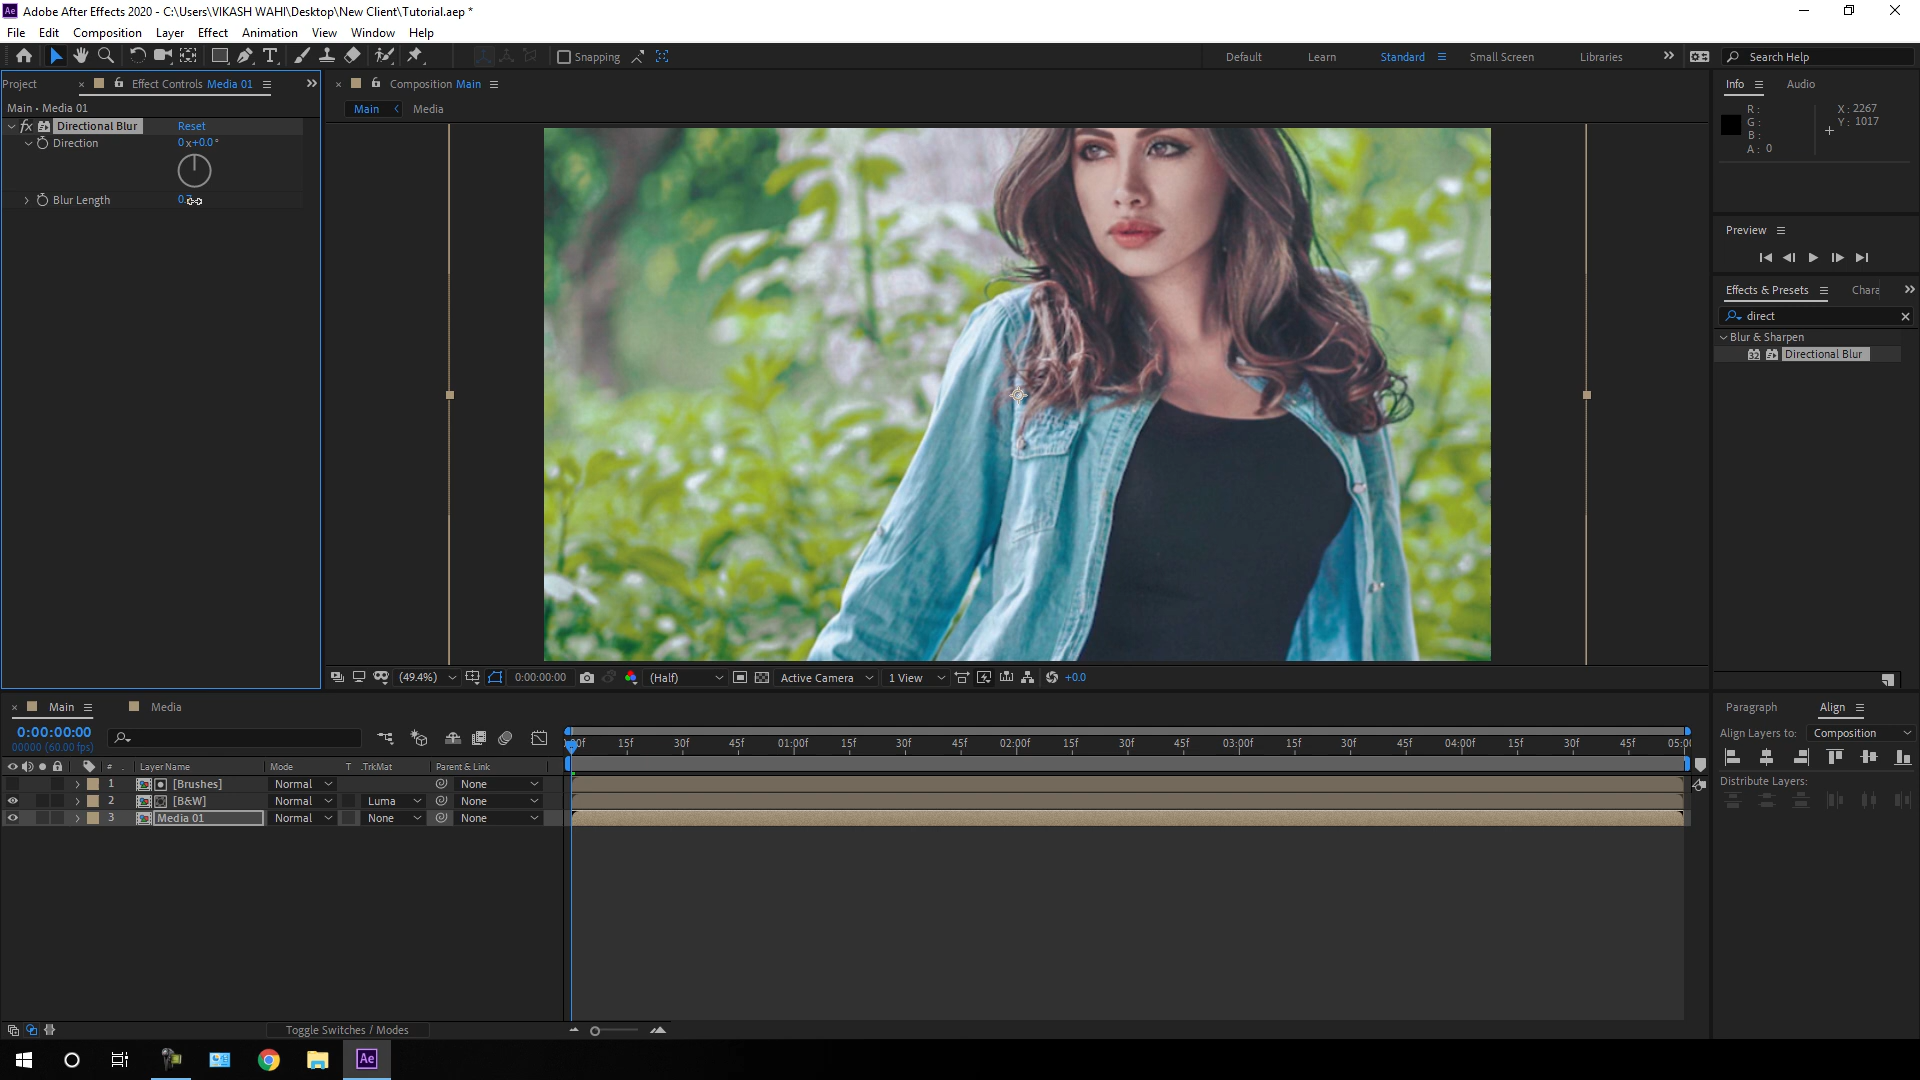 Adobe After Effects 2020 - C:\Users\VIKASH WAHI\Desktop\New Client\Tutorial.aep *
File Edit Composition Layer Effect Animation View Window Help
Snapping Default Learn Standard Small Screen Libraries Search Help
Project Effect Controls Media 01
Composition Main
Info Audio
Main • Media 01
Main Media
Directional Blur Reset
Direction 0x+0.0°
Blur Length
R:
G:
B:
A: 0
X: 2267
Y: 1017
Preview
Effects & Presets
direct
Blur & Sharpen
32 Directional Blur
(49.4%) 0:00:00:00 (Half) Active Camera 1 View +0.0
Main Media
Paragraph Align
0:00:00:00
00000 (60.00 fps)
15f 30f 45f 01:00f 15f 30f 45f 02:00f 15f 30f 45f 03:00f 15f 30f 45f 04:00f 15f 30f 45f
Align Layers to: Composition
# Layer Name Mode T .TrkMat Parent & Link
1 [Brushes] Normal None
2 [B&W] Normal Luma None
3 Media 01 Normal None None
Distribute Layers:
Toggle Switches / Modes
Ae